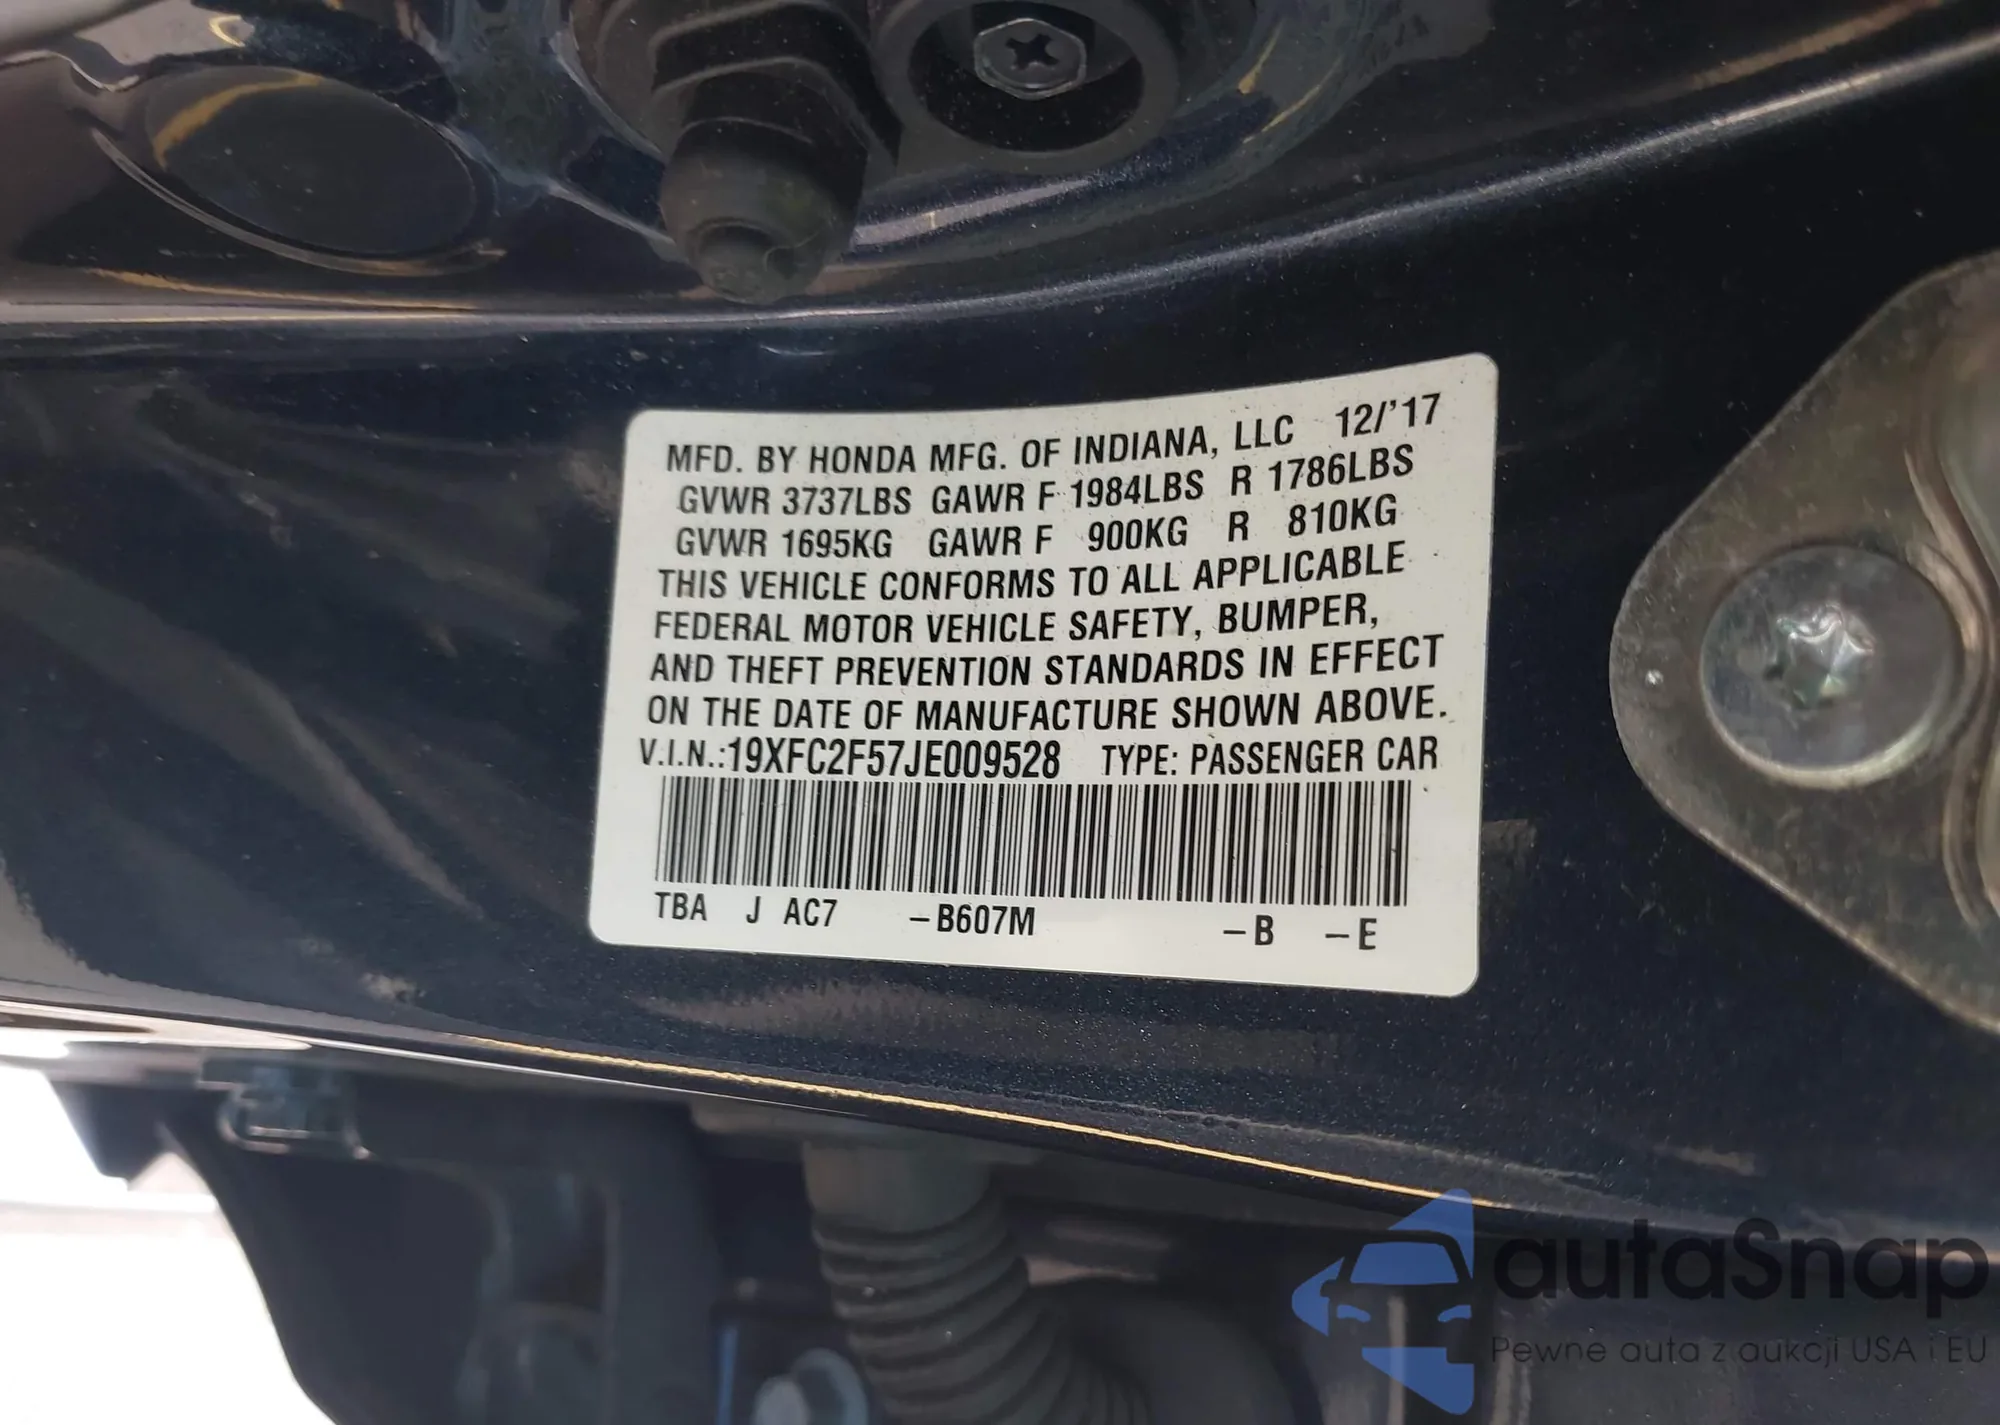 MFD. BY HONDA MFG. OF INDIANA, LLC 12/'17
GVWR 3737LBS GAWR F 1984LBS R 1786LBS
GVWR 1695KG GAWR F 900KG R 810KG
THIS VEHICLE CONFORMS TO ALL APPLICABLE
FEDERAL MOTOR VEHICLE SAFETY, BUMPER,
AND THEFT PREVENTION STANDARDS IN EFFECT
ON THE DATE OF MANUFACTURE SHOWN ABOVE.
V.I.N.:19XFC2F57JE009528 TYPE: PASSENGER CAR
TBA J AC7 -B607M -B -E
autaSnap
Pewne auta z aukcji USA i EU